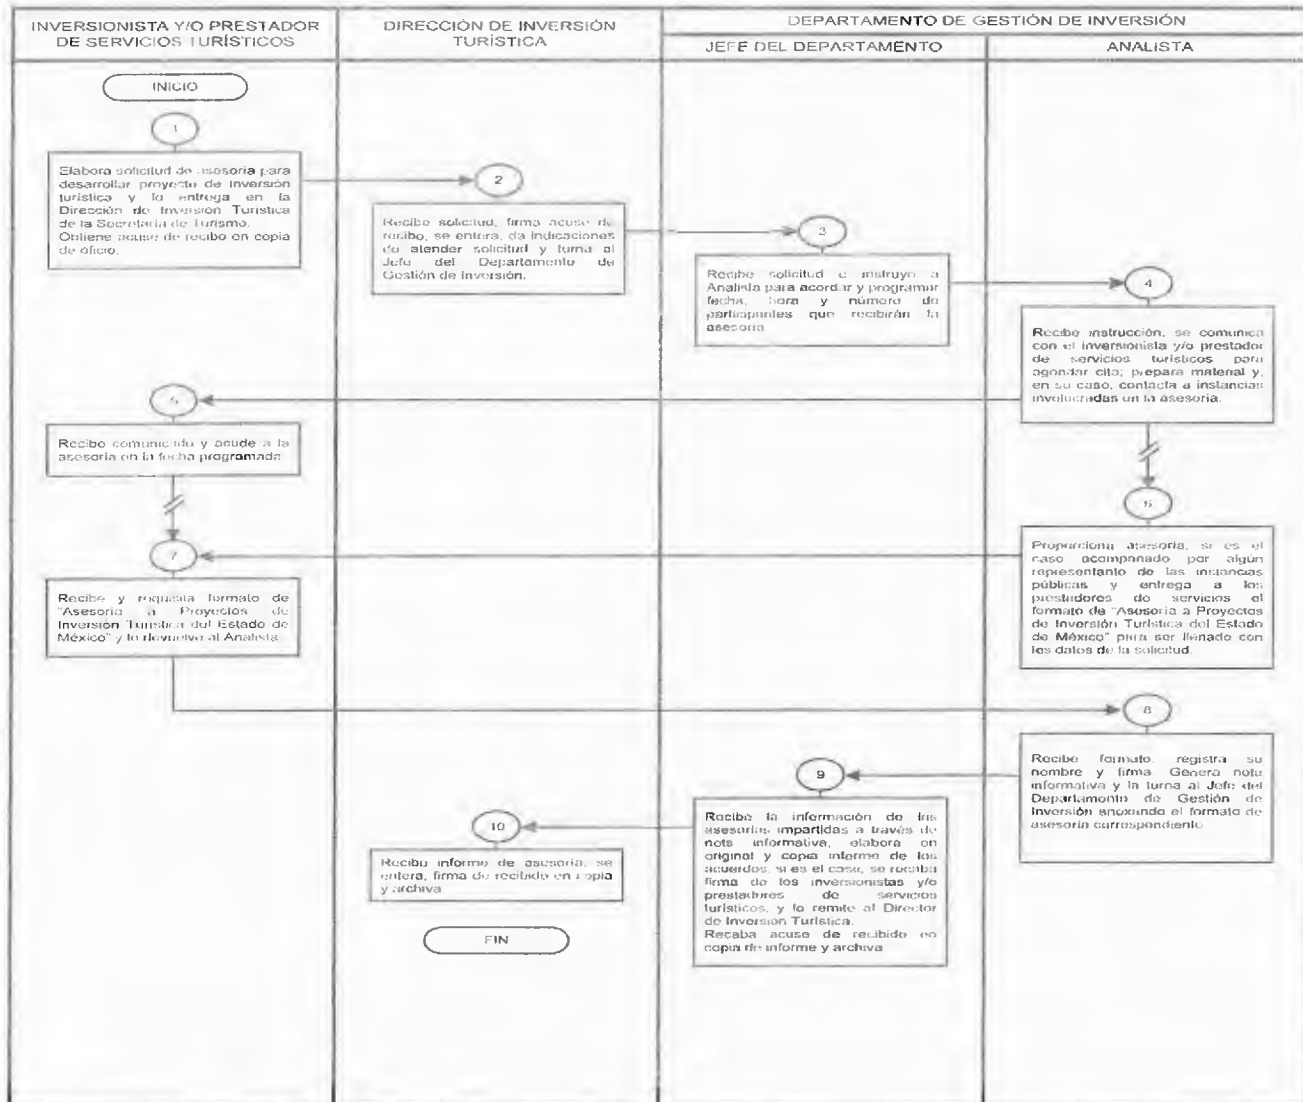 INVERSIONISTA Y/O PRESTADOR
DE SERVICIOS TURÍSTICOS
DIRECCIÓN DE INVERSIÓN
TURÍSTICA
DEPARTAMENTO DE GESTIÓN DE INVERSIÓN
JEFE DEL DEPARTAMENTO
ANALISTA
INICIO
1
Elabora solicitud de asesoría para
desarrollar proyecto de inversión
turística y lo entrega en la
Dirección de Inversión Turística
de la Secretaría de Turismo.
Obtiene acuse de recibo en copia
de oficio.
2
Recibe solicitud, firma acuse de
recibo, se entera, da indicaciones
de atender solicitud y turna al
Jefe del Departamento de
Gestión de Inversión.
3
Recibe solicitud e instruye a
Analista para acordar y programar
fecha, hora y número de
participantes que recibirán la
asesoría
4
Recibe instrucción, se comunica
con el inversionista y/o prestador
de servicios turísticos para
agendar cita; prepara material y,
en su caso, contacta a instancias
involucradas en la asesoría.
5
Recibe comunicado y acude a la
asesoría en la fecha programada
6
Proporciona asesoría, si es el
caso acompañado por algún
representante de las instancias
públicas y entrega a los
prestadores de servicios el
formato de "Asesoría a Proyectos
de Inversión Turística del Estado
de México" para ser llenado con
los datos de la solicitud.
7
Recibe y requisita formato de
"Asesoría a Proyectos de
Inversión Turística del Estado de
México" y lo devuelve al Analista
8
Recibe formato, registra su
nombre y firma Genera nota
informativa y la turna al Jefe del
Departamento de Gestión de
Inversión anexando el formato de
asesoría correspondiente
9
Recibe la información de las
asesorías impartidas a través de
nota informativa, elabora en
original y copia informe de los
acuerdos, si es el caso, se recaba
firma de los inversionistas y/o
prestadores de servicios
turísticos, y lo remite al Director
de Inversión Turística.
Recaba acuse de recibido en
copia de informe y archiva
10
Recibe informe de asesoría, se
entera, firma de recibido en copia
y archiva
FIN